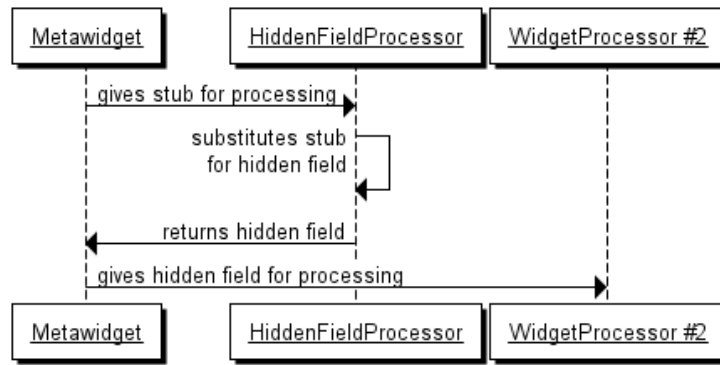 Metawidget
HiddenFieldProcessor
WidgetProcessor #2
gives stub for processing
substitutes stub
for hidden field
returns hidden field
gives hidden field for processing
Metawidget
HiddenFieldProcessor
WidgetProcessor #2